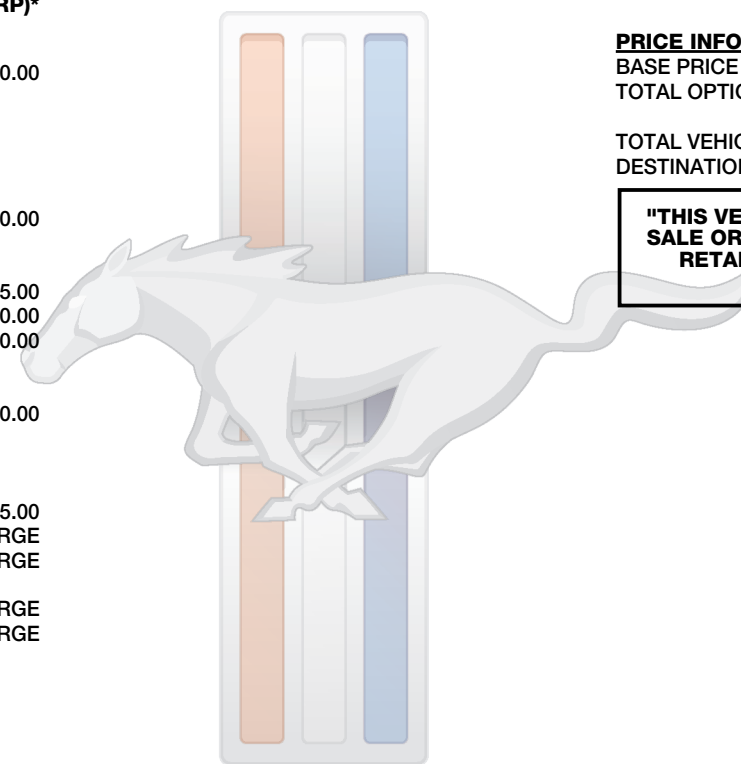 RP)*
0.00
0.00
5.00
0.00
0.00
0.00
5.00
RGE
RGE
RGE
RGE
PRICE INFO
BASE PRICE
TOTAL OPTIO
TOTAL VEHIC
DESTINATION
"THIS VE
SALE OR
RETAI